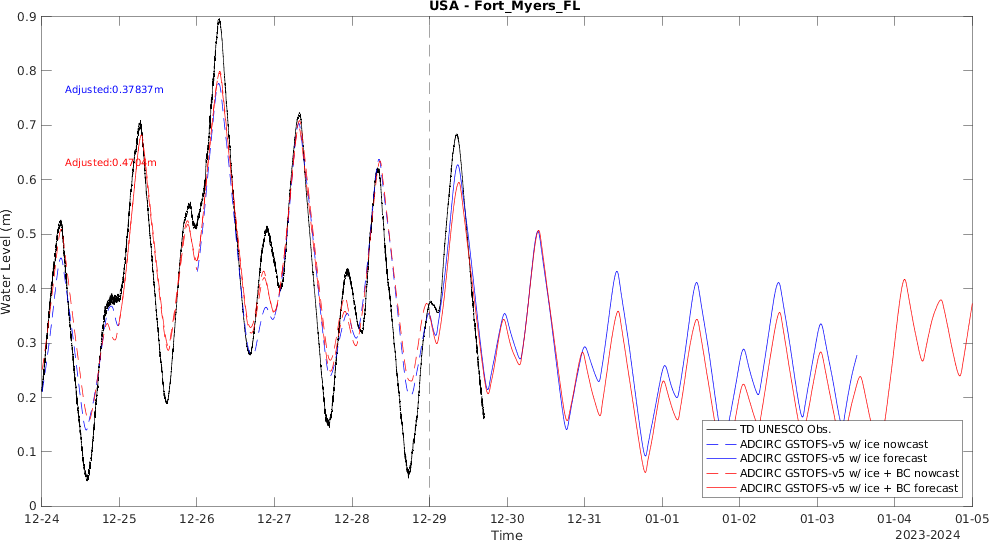 USA - Fort_Myers_FL
0.9
0.8
Adjusted:0.37837m
0.7
Adjusted:0.4704m
0.6
0.5
Water Level (m)
0.4
0.3
0.2
0.1
0
TD UNESCO Obs.
ADCIRC GSTOFS-v5 w/ ice nowcast
ADCIRC GSTOFS-v5 w/ ice forecast
ADCIRC GSTOFS-v5 w/ ice + BC nowcast
ADCIRC GSTOFS-v5 w/ ice + BC forecast
12-24 12-25 12-26 12-27 12-28 12-29 12-30 12-31 01-01 01-02 01-03 01-04 01-05
Time
2023-2024